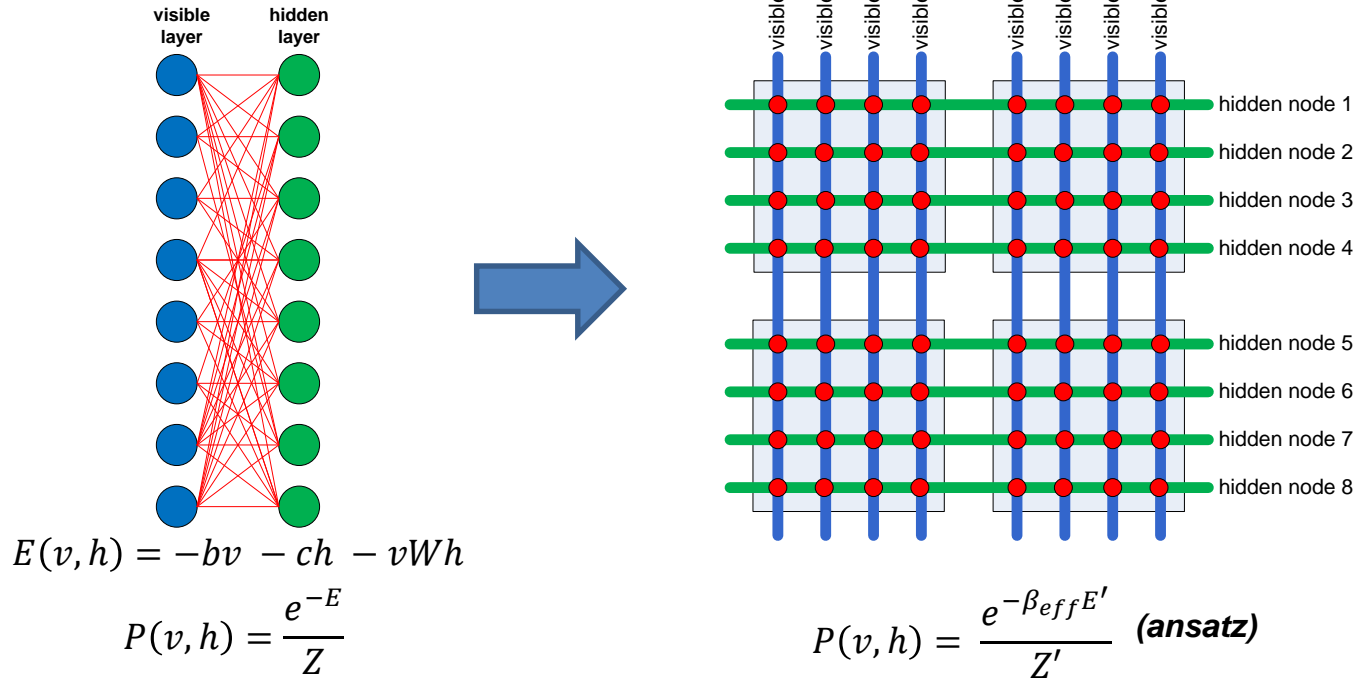 visible
layer
hidden
layer
E(v, h) = −bv − ch − vWh
P(v, h) = e^{−E} / Z
visible
visible
visible
visible
visible
visible
visible
visible
hidden node 1
hidden node 2
hidden node 3
hidden node 4
hidden node 5
hidden node 6
hidden node 7
hidden node 8
P(v, h) = e^{−β_{eff}E′} / Z′ (ansatz)